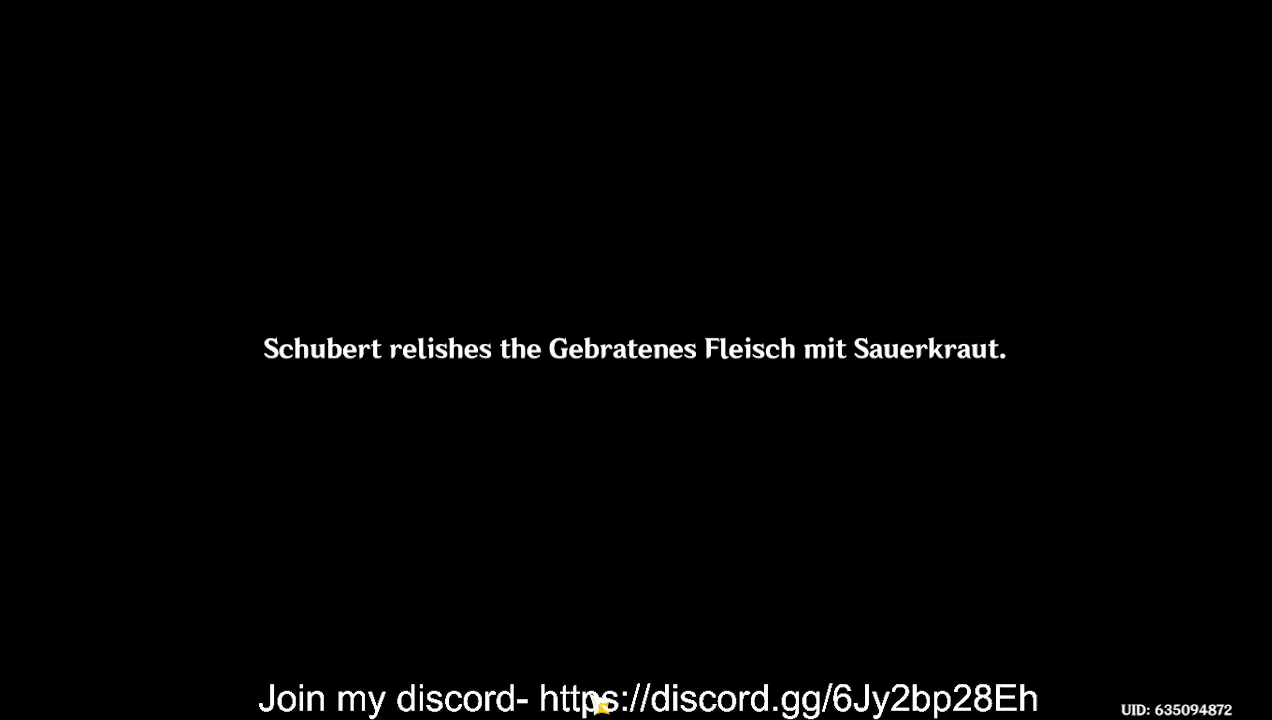 Schubert relishes the Gebratenes Fleisch mit Sauerkraut.
Join my discord- https://discord.gg/6Jy2bp28Eh
UID: 635094872